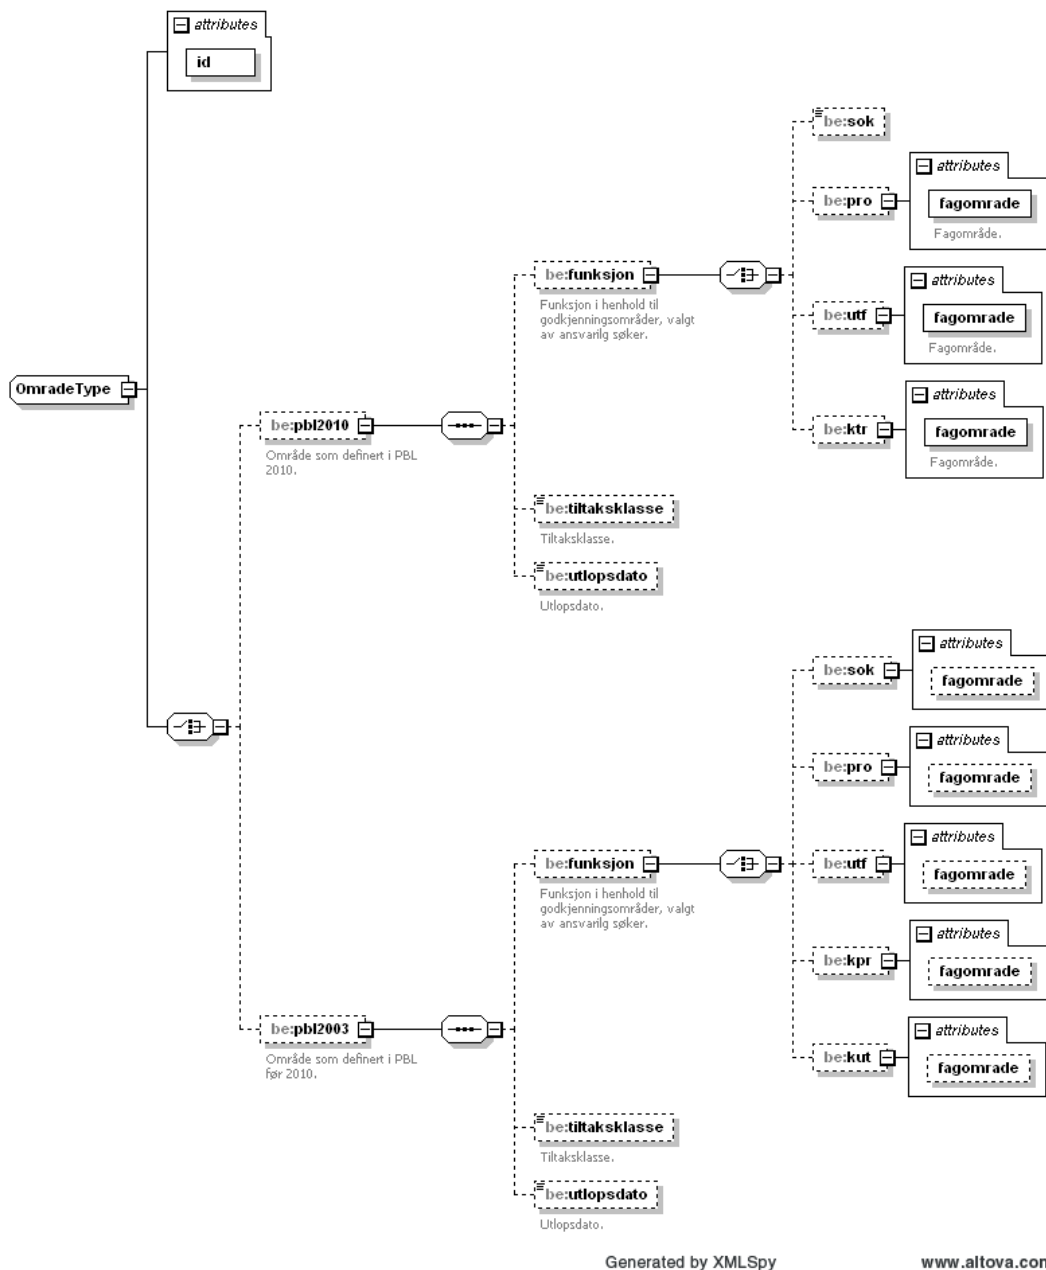 attributes
id
be:sok
attributes
be:pro
fagomrade
Fagområde.
be:funksjon
Funksjon i henhold til
godkjenningsområder, valgt
av ansvarilg søker.
attributes
be:utf
fagomrade
Fagområde.
OmradeType
attributes
be:pbl2010
be:ktr
fagomrade
Område som definert i PBL
2010.
Fagområde.
be:tiltaksklasse
Tiltaksklasse.
be:utlopsdato
Utlopsdato.
attributes
be:sok
fagomrade
attributes
be:pro
fagomrade
attributes
be:funksjon
be:utf
fagomrade
Funksjon i henhold til
godkjenningsområder, valgt
av ansvarilg søker.
attributes
be:kpr
fagomrade
be:pbl2003
Område som definert i PBL
før 2010.
attributes
be:kut
fagomrade
be:tiltaksklasse
Tiltaksklasse.
be:utlopsdato
Utlopsdato.
Generated by XMLSpy
www.altova.com